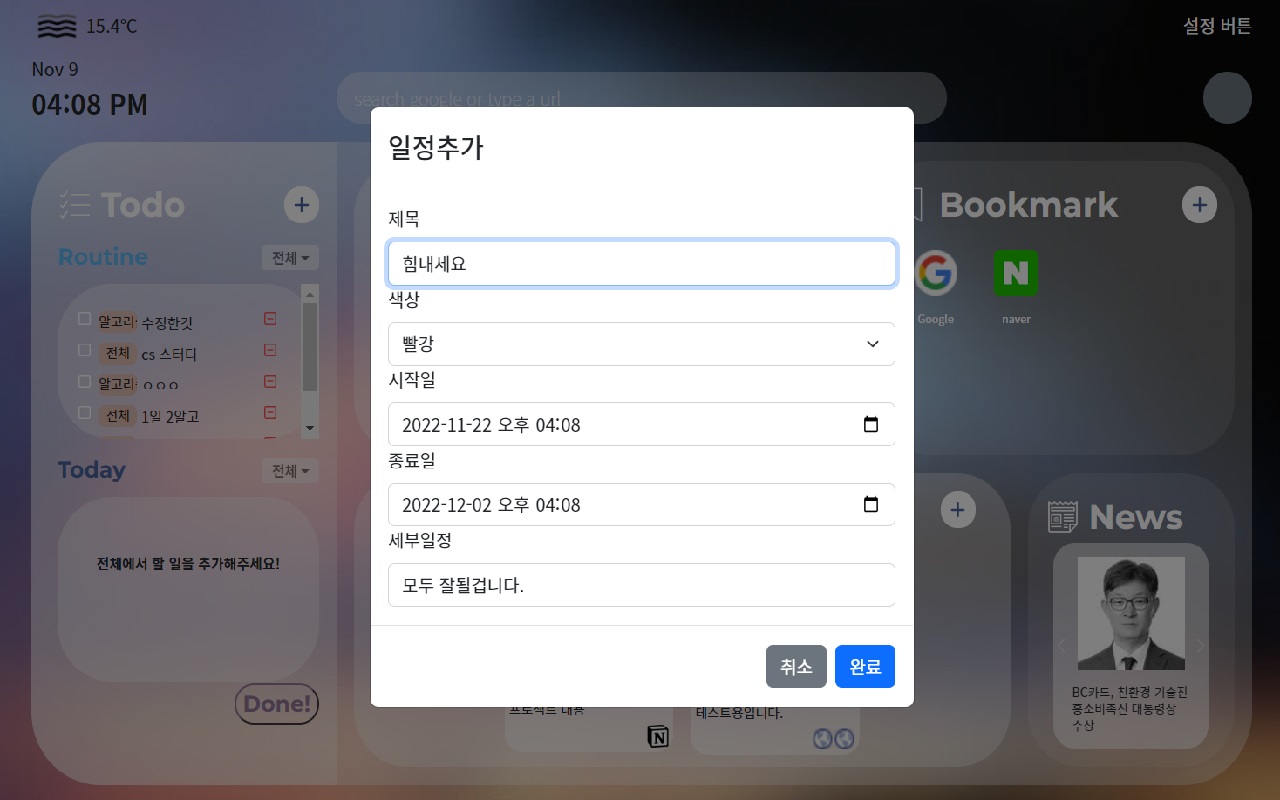 15.4℃
설정 버튼
Nov 9
04:08 PM
search google or type a url
일정추가
제목
힘내세요
색상
빨강
시작일
2022-11-22 오후 04:08
종료일
2022-12-02 오후 04:08
세부일정
모두 잘될겁니다.
취소
완료
Todo
Routine
전체
알고리 수정한깃
전체 cs 스터디
알고리 ㅇㅇㅇ
전체 1일 2알고
Today
전체
전체에서 할 일을 추가해주세요!
Done!
Bookmark
N
Google
naver
프로젝트 내용
N
테스트용입니다.
News
BC카드, 친환경 기술진
흥소비촉진 대통령상
수상